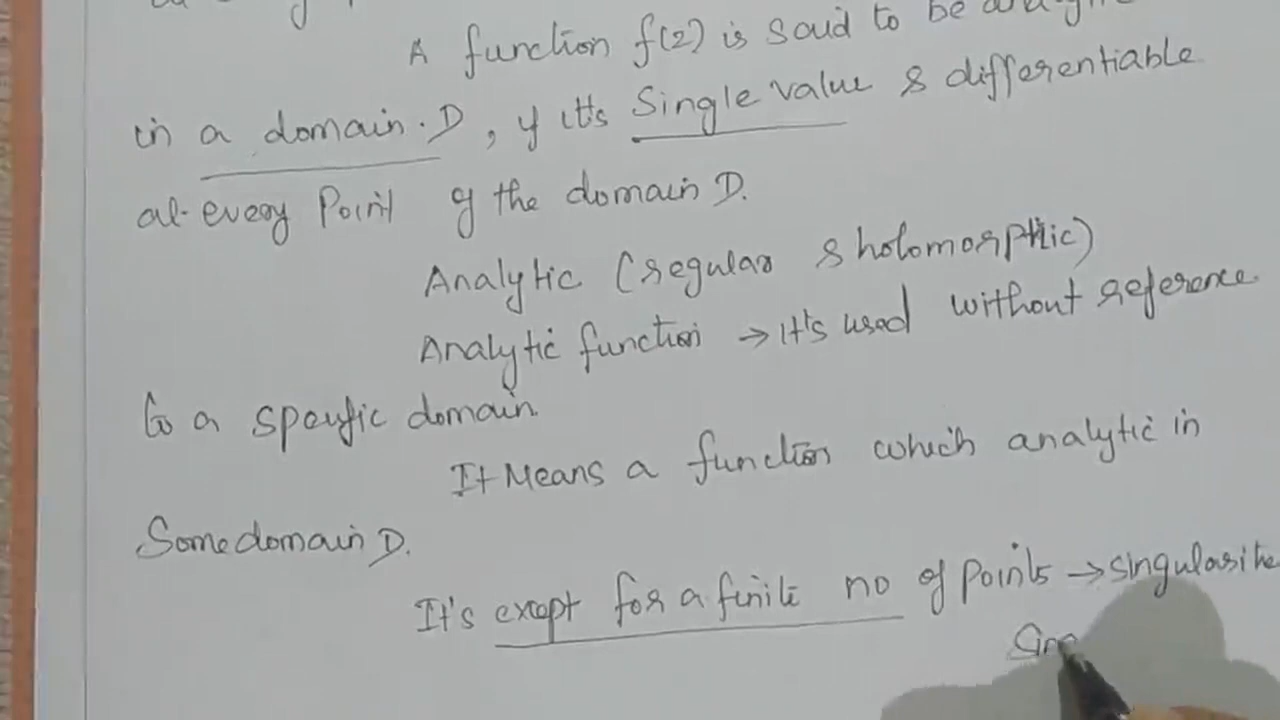 A function f(z) is said to be
in a domain D, if it's Single value & differentiable
at every Point of the domain D.
Analytic (regular & holomorphic)
Analytic function → it's used without reference
to a specific domain.
It Means a function which analytic in
Some domain D.
It's except for a finite no of points → singularitie
Sin